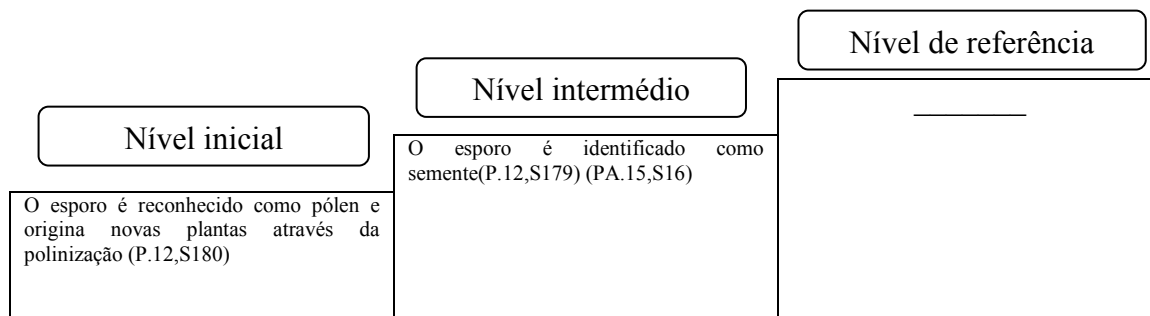 Nível inicial
O esporo é reconhecido como pólen e
origina novas plantas através da
polinização (P.12,S180)
Nível intermédio
O esporo é identificado como
semente(P.12,S179) (PA.15,S16)
Nível de referência
________